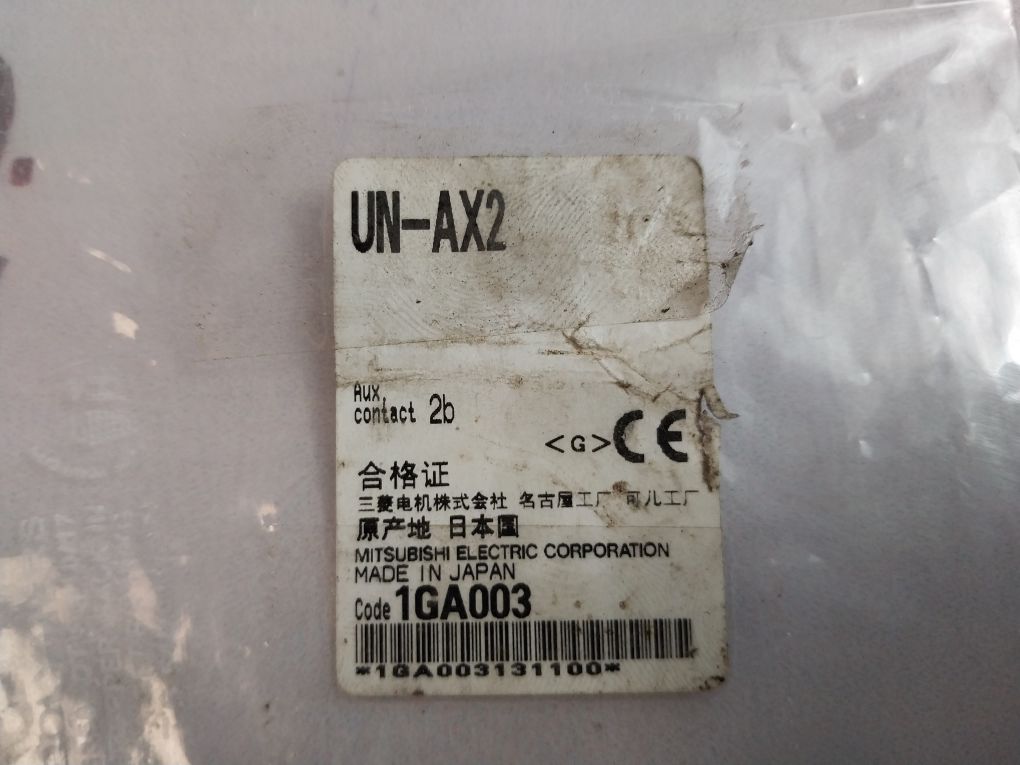 UN-AX2
Aux.
contact 2b
<G> CE
合格证
三菱电机株式会社 名古屋工厂 可儿工厂
原产地 日本国
MITSUBISHI ELECTRIC CORPORATION
MADE IN JAPAN
Code 1GA003
*1GA003131100*